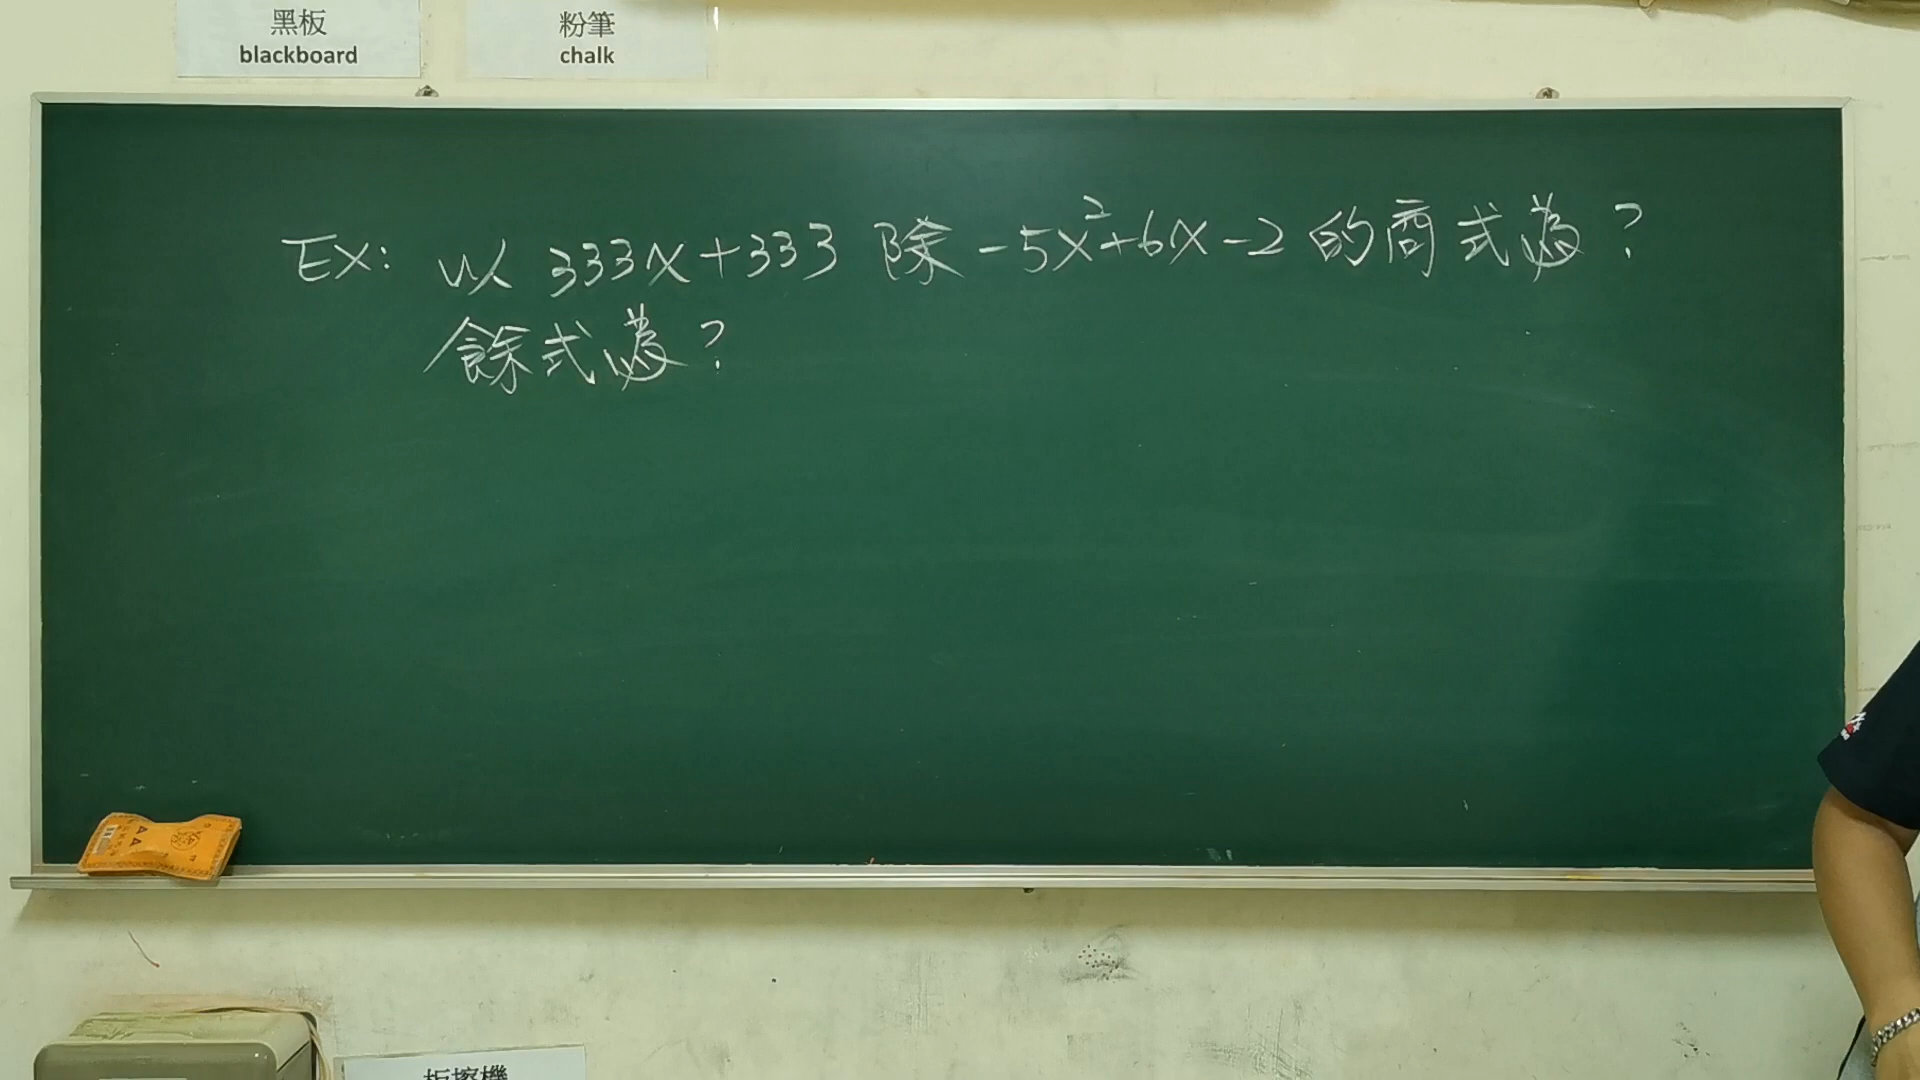 黑板
blackboard
粉筆
chalk
EX: 以 333x+333 除 -5x²+6x-2 的商式為?
餘式為?
板擦機